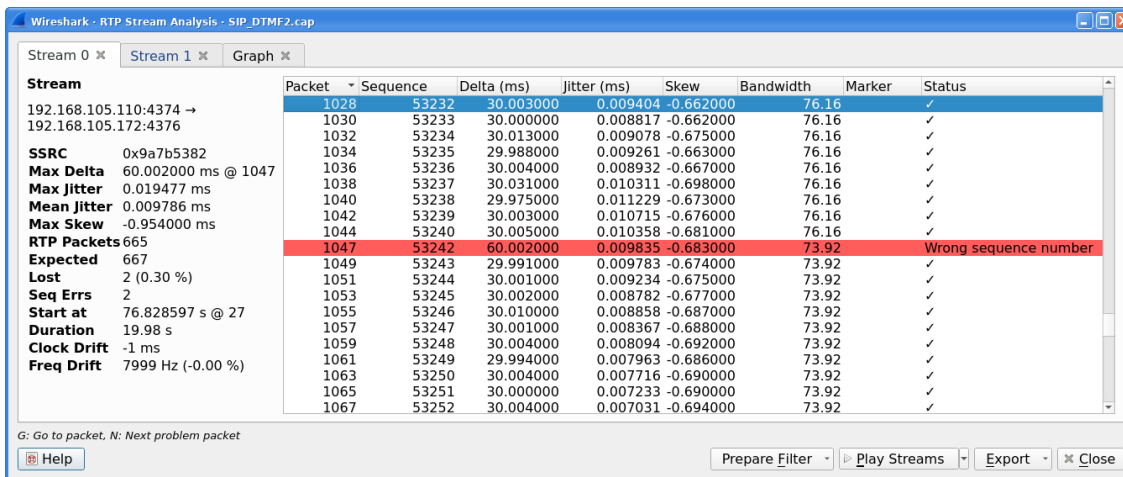 Wireshark · RTP Stream Analysis · SIP_DTMF2.cap
Stream 0 Stream 1 Graph
Stream
192.168.105.110:4374 →
192.168.105.172:4376
SSRC 0x9a7b5382
Max Delta 60.002000 ms @ 1047
Max Jitter 0.019477 ms
Mean Jitter 0.009786 ms
Max Skew -0.954000 ms
RTP Packets 665
Expected 667
Lost 2 (0.30 %)
Seq Errs 2
Start at 76.828597 s @ 27
Duration 19.98 s
Clock Drift -1 ms
Freq Drift 7999 Hz (-0.00 %)
Packet Sequence Delta (ms) Jitter (ms) Skew Bandwidth Marker Status
1028 53232 30.003000 0.009404 -0.662000 76.16 ✓
1030 53233 30.000000 0.008817 -0.662000 76.16 ✓
1032 53234 30.013000 0.009078 -0.675000 76.16 ✓
1034 53235 29.988000 0.009261 -0.663000 76.16 ✓
1036 53236 30.004000 0.008932 -0.667000 76.16 ✓
1038 53237 30.031000 0.010311 -0.698000 76.16 ✓
1040 53238 29.975000 0.011229 -0.673000 76.16 ✓
1042 53239 30.003000 0.010715 -0.676000 76.16 ✓
1044 53240 30.005000 0.010358 -0.681000 76.16 ✓
1047 53242 60.002000 0.009835 -0.683000 73.92 Wrong sequence number
1049 53243 29.991000 0.009783 -0.674000 73.92 ✓
1051 53244 30.001000 0.009234 -0.675000 73.92 ✓
1053 53245 30.002000 0.008782 -0.677000 73.92 ✓
1055 53246 30.010000 0.008858 -0.687000 73.92 ✓
1057 53247 30.001000 0.008367 -0.688000 73.92 ✓
1059 53248 30.004000 0.008094 -0.692000 73.92 ✓
1061 53249 29.994000 0.007963 -0.686000 73.92 ✓
1063 53250 30.004000 0.007716 -0.690000 73.92 ✓
1065 53251 30.000000 0.007233 -0.690000 73.92 ✓
1067 53252 30.004000 0.007031 -0.694000 73.92 ✓
G: Go to packet, N: Next problem packet
Help Prepare Filter Play Streams Export Close